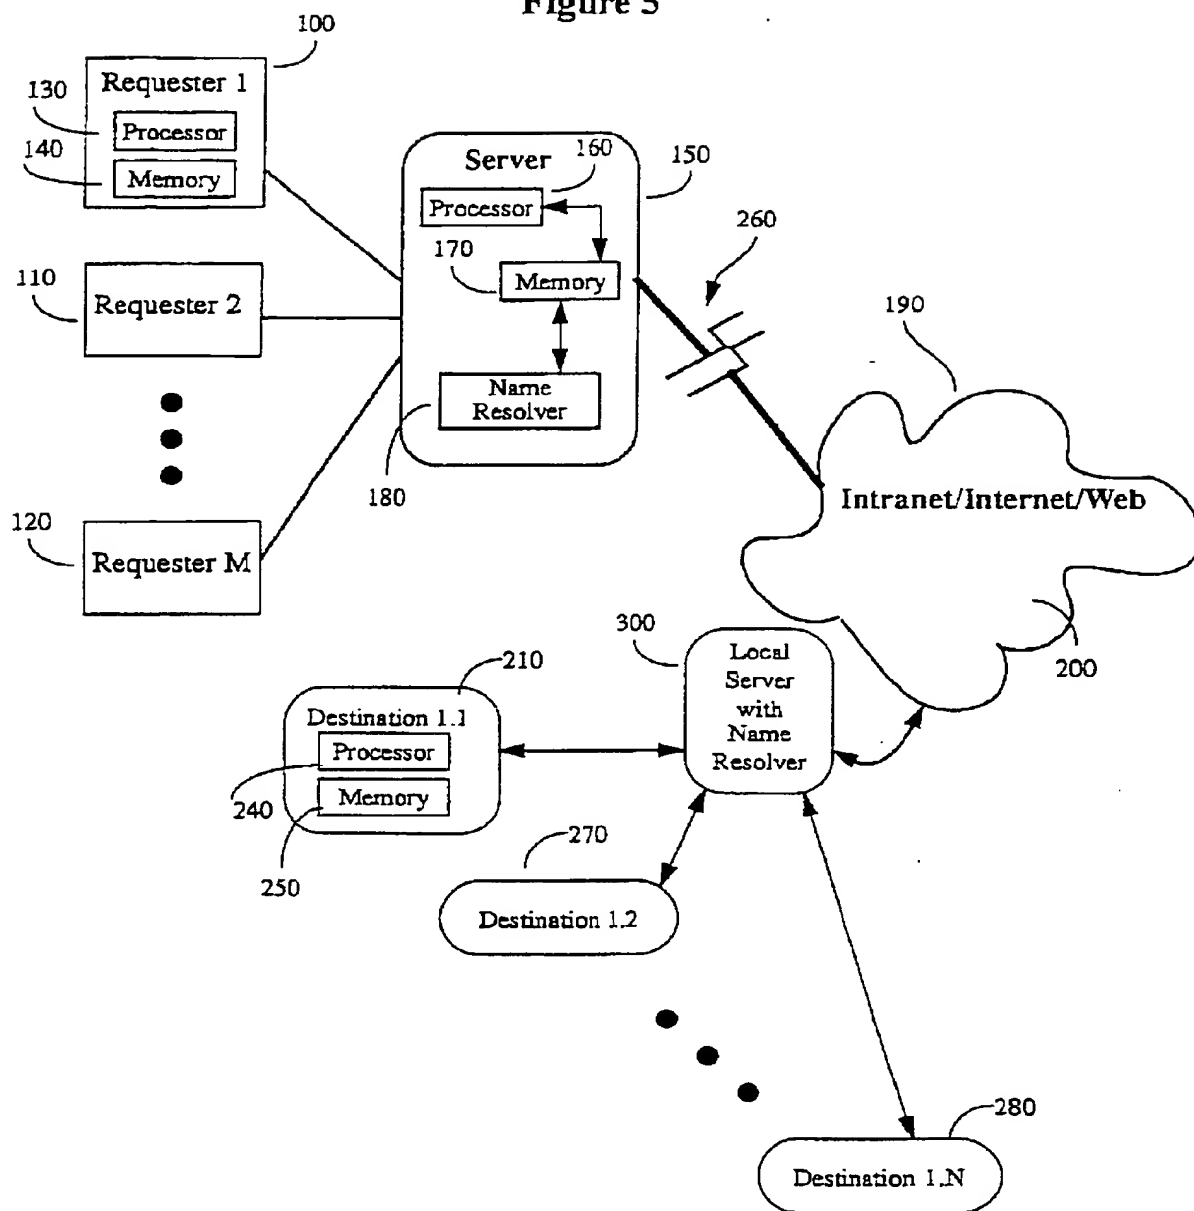 Figure 5
100
Requester 1
130
Processor
140
Memory
110
Requester 2
120
Requester M
Server
160
150
Processor
170
Memory
Name
Resolver
180
260
190
Intranet/Internet/Web
200
300
Local
Server
with
Name
Resolver
210
Destination 1.1
Processor
240
Memory
250
270
Destination 1.2
280
Destination 1.N